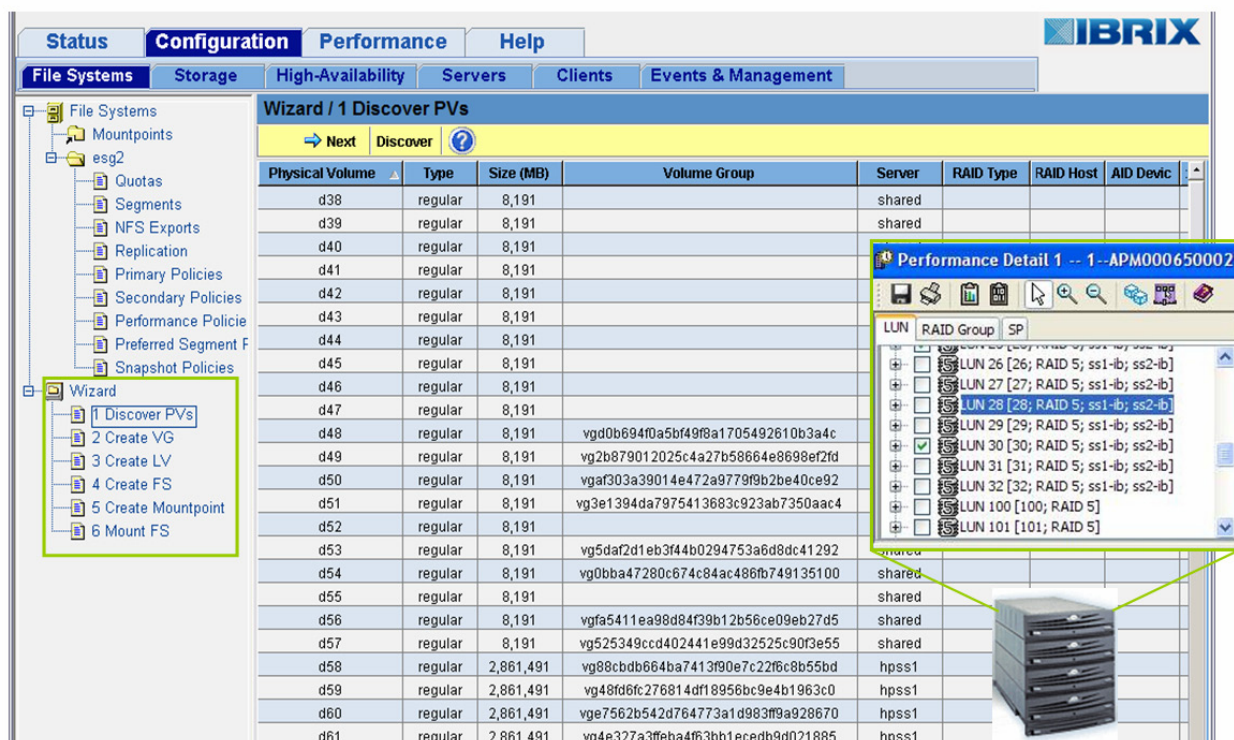 IBRIX
Status Configuration Performance Help
File Systems Storage High-Availability Servers Clients Events & Management
File Systems
Mountpoints
esg2
Quotas
Segments
NFS Exports
Replication
Primary Policies
Secondary Policies
Performance Policie
Preferred Segment F
Snapshot Policies
Wizard
1 Discover PVs
2 Create VG
3 Create LV
4 Create FS
5 Create Mountpoint
6 Mount FS
Wizard / 1 Discover PVs
Next Discover ?
Physical Volume Type Size (MB) Volume Group Server RAID Type RAID Host AID Devic
d38 regular 8,191 shared
d39 regular 8,191 shared
d40 regular 8,191
d41 regular 8,191
d42 regular 8,191
d43 regular 8,191
d44 regular 8,191
d45 regular 8,191
d46 regular 8,191
d47 regular 8,191
d48 regular 8,191 vgd0b694f0a5bf49f8a1705492610b3a4c
d49 regular 8,191 vg2b879012025c4a27b58664e8698ef2fd
d50 regular 8,191 vgaf303a39014e472a9779f9b2be40ce92
d51 regular 8,191 vg3e1394da7975413683c923ab7350aac4
d52 regular 8,191
d53 regular 8,191 vg5daf2d1eb3f44b0294753a6d8dc41292 shared
d54 regular 8,191 vg0bba47280c674c84ac486fb749135100 shared
d55 regular 8,191 shared
d56 regular 8,191 vgfa5411ea98d84f39b12b56ce09eb27d5 shared
d57 regular 8,191 vg525349ccd402441e99d32525c90f3e55 shared
d58 regular 2,861,491 vg88cbdb664ba7413f90e7c22f6c8b55bd hpss1
d59 regular 2,861,491 vg48fd6fc276814df18956bc9e4b1963c0 hpss1
d60 regular 2,861,491 vge7562b542d764773a1d983ff9a928670 hpss1
d61 regular 2,861,491 vg4e327a3ffeba4f63bb1ecedb9d021885 hpss1
Performance Detail 1 -- 1--APM000650002
LUN RAID Group SP
LUN 26 [26; RAID 5; ss1-ib; ss2-ib]
LUN 27 [27; RAID 5; ss1-ib; ss2-ib]
LUN 28 [28; RAID 5; ss1-ib; ss2-ib]
LUN 29 [29; RAID 5; ss1-ib; ss2-ib]
LUN 30 [30; RAID 5; ss1-ib; ss2-ib]
LUN 31 [31; RAID 5; ss1-ib; ss2-ib]
LUN 32 [32; RAID 5; ss1-ib; ss2-ib]
LUN 100 [100; RAID 5]
LUN 101 [101; RAID 5]